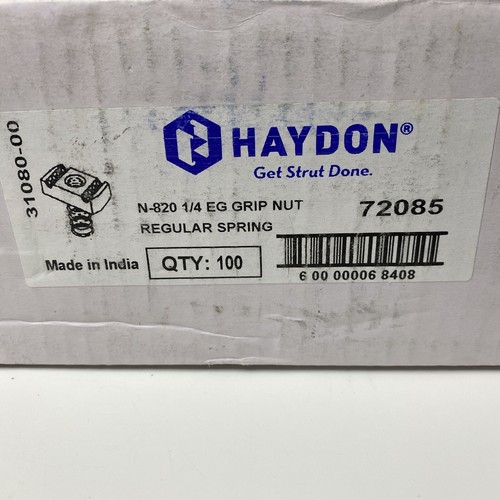 HAYDON®
Get Strut Done.
31080-00
N-820 1/4 EG GRIP NUT
REGULAR SPRING
72085
Made in India
QTY: 100
6 00 00006 8408